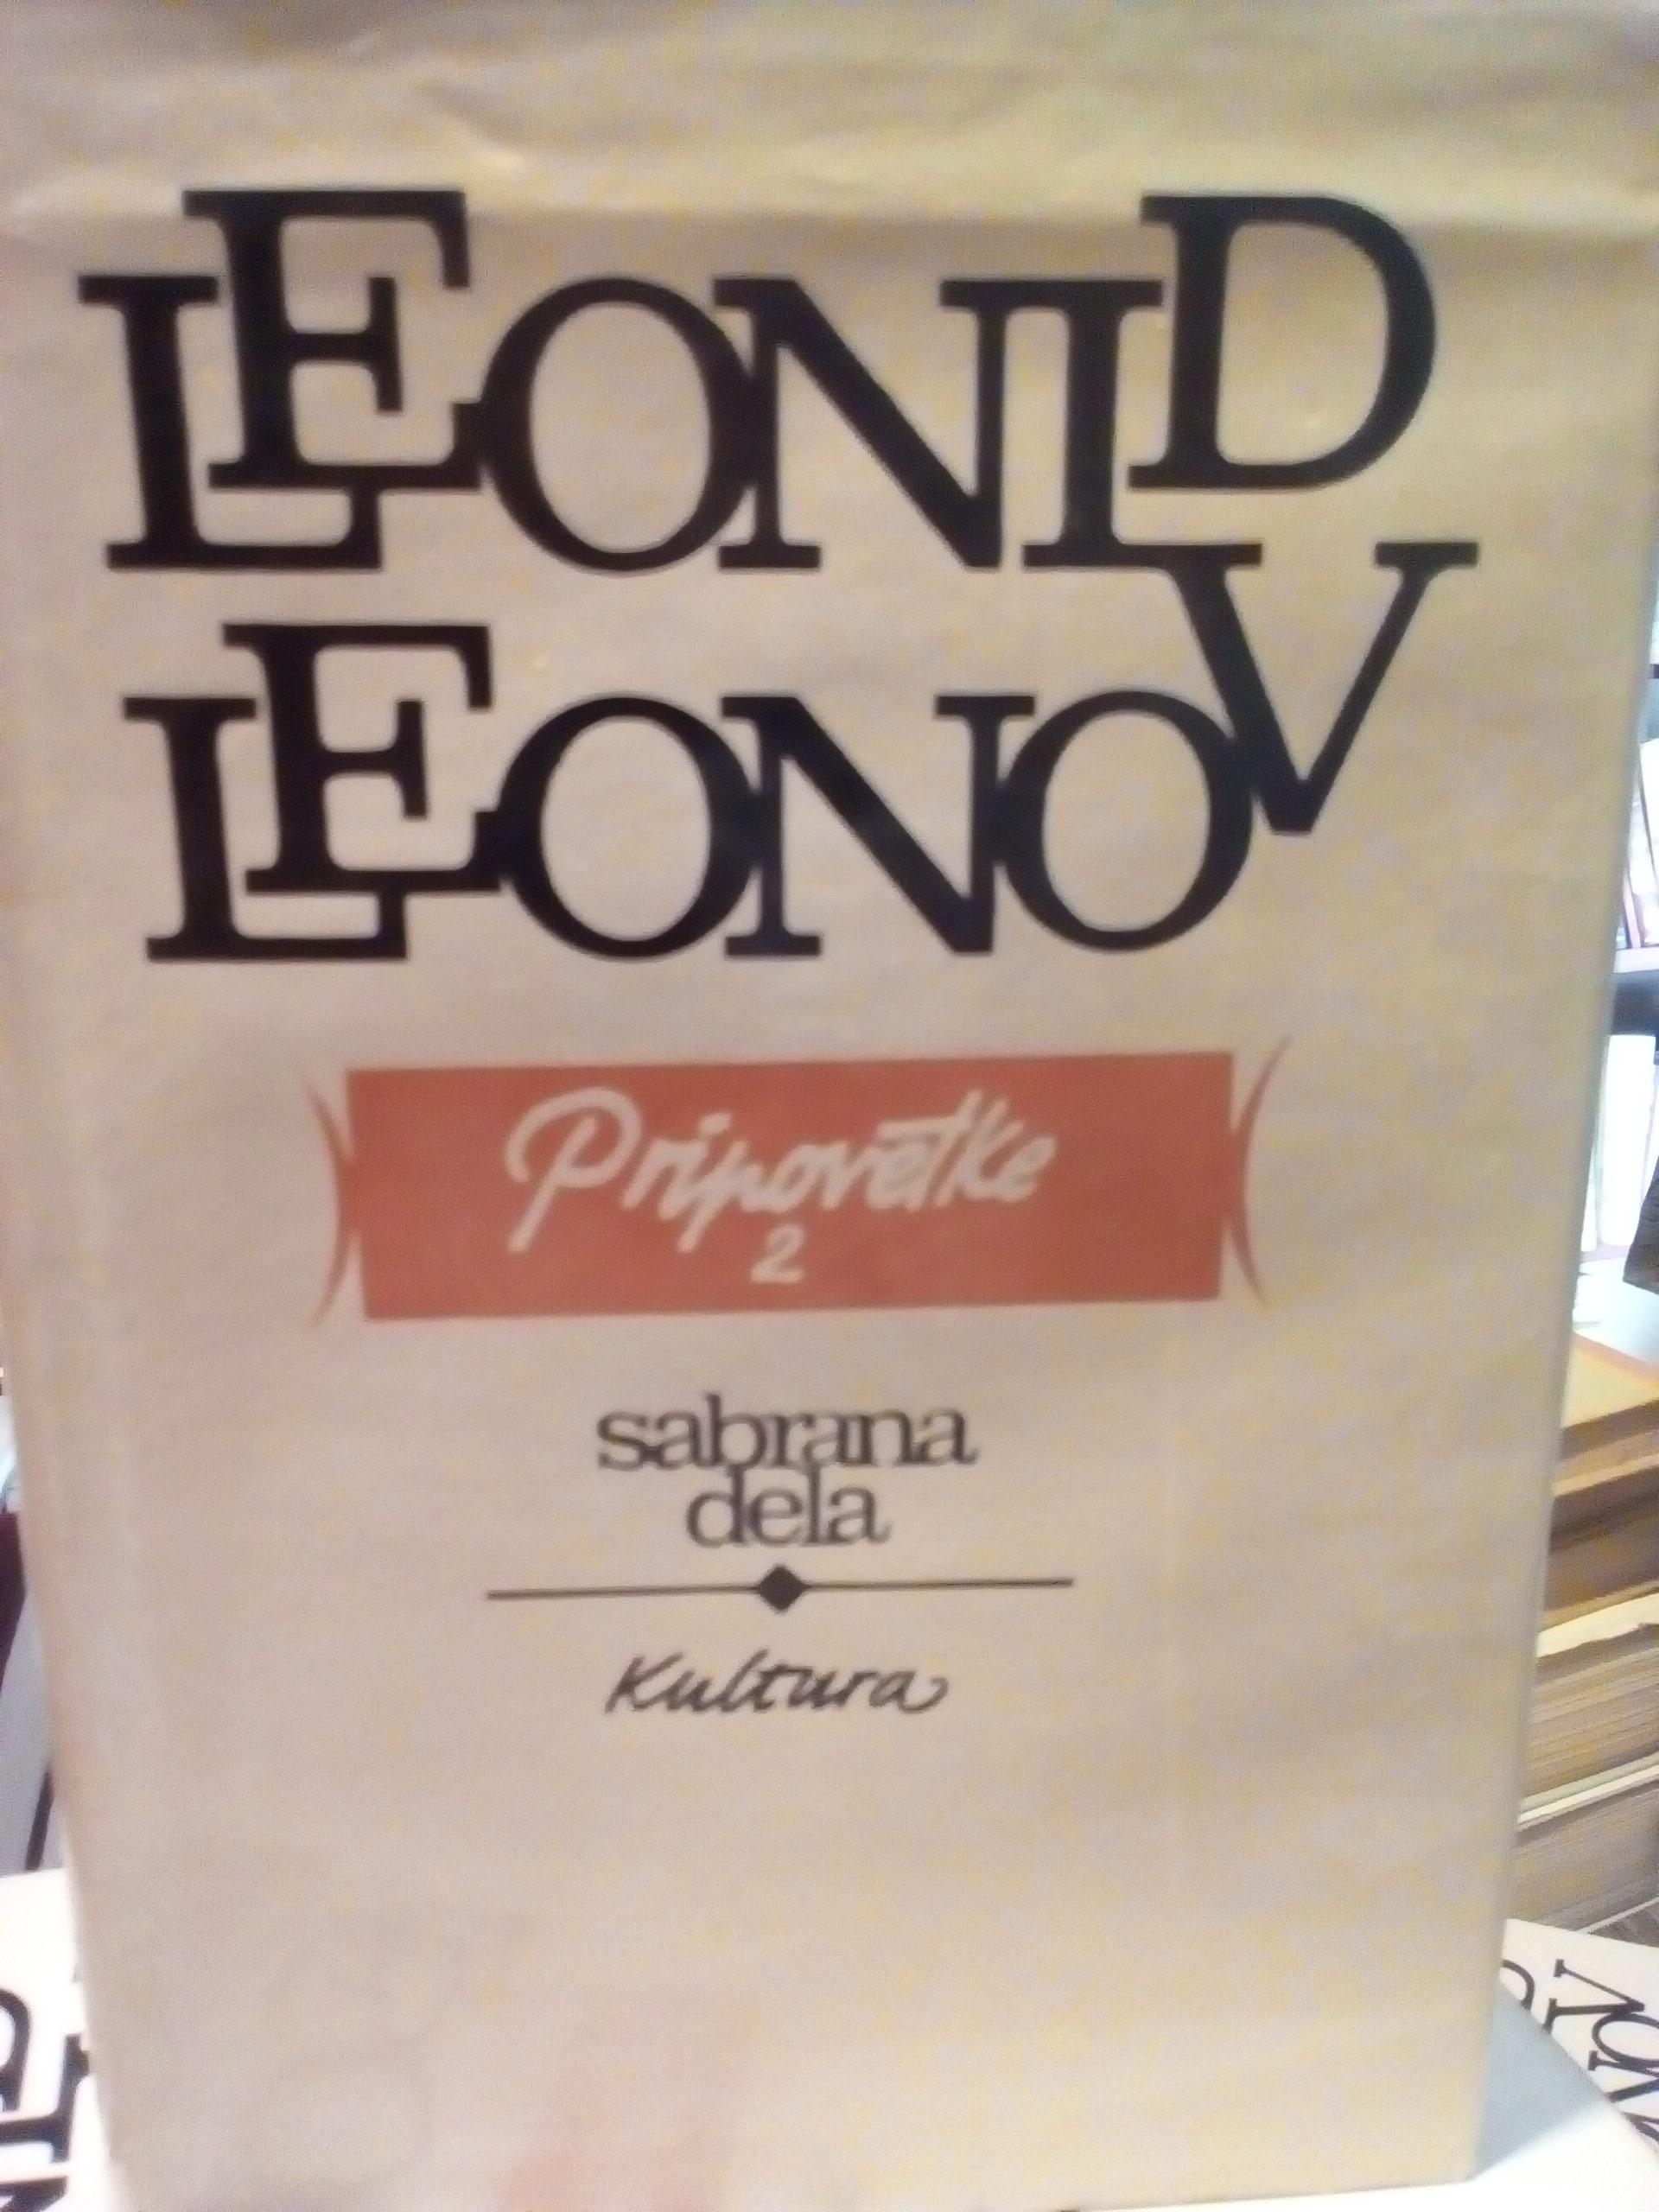 LEONID
LEONOV
Pripovetke
2
sabrana
dela
Kultura